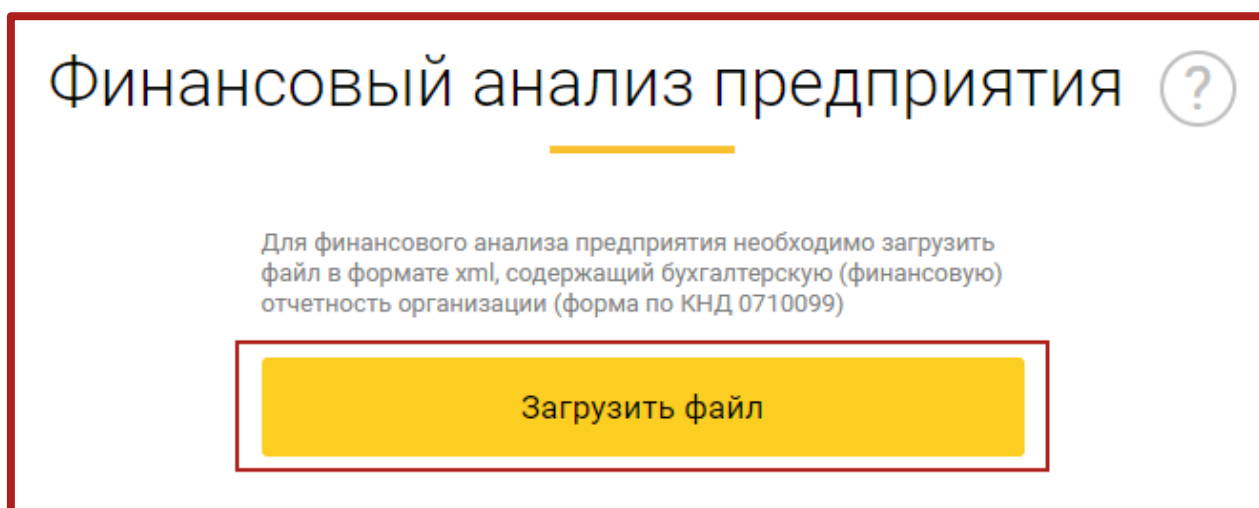 Финансовый анализ предприятия ?
Для финансового анализа предприятия необходимо загрузить
файл в формате xml, содержащий бухгалтерскую (финансовую)
отчетность организации (форма по КНД 0710099)
Загрузить файл